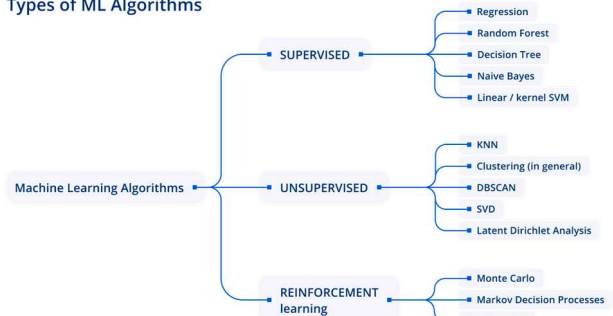 Types of ML Algorithms
Regression
Random Forest
SUPERVISED
Decision Tree
Naive Bayes
Linear / kernel SVM
KNN
Clustering (in general)
Machine Learning Algorithms
UNSUPERVISED
DBSCAN
SVD
Latent Dirichlet Analysis
Monte Carlo
REINFORCEMENT
learning
Markov Decision Processes